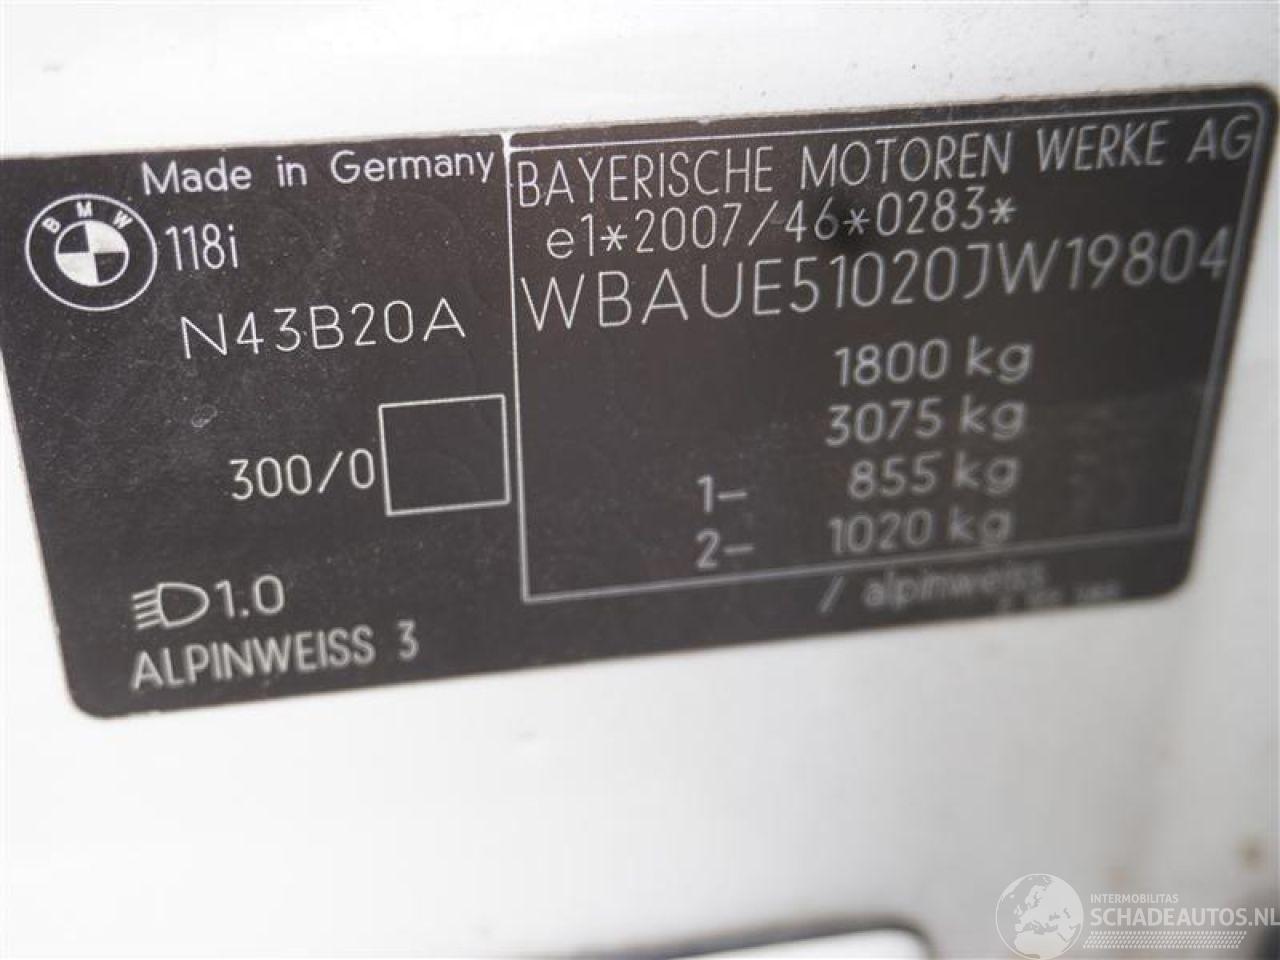 Made in Germany
BMW
118i
N43B20A
300/0
1.0
ALPINWEISS 3
BAYERISCHE MOTOREN WERKE AG
e1*2007/46*0283*
WBAUE51020JW19804
1800 kg
3075 kg
1- 855 kg
2- 1020 kg
/ alpinweiss
INTERMOBILITAS
SCHADEAUTOS.NL